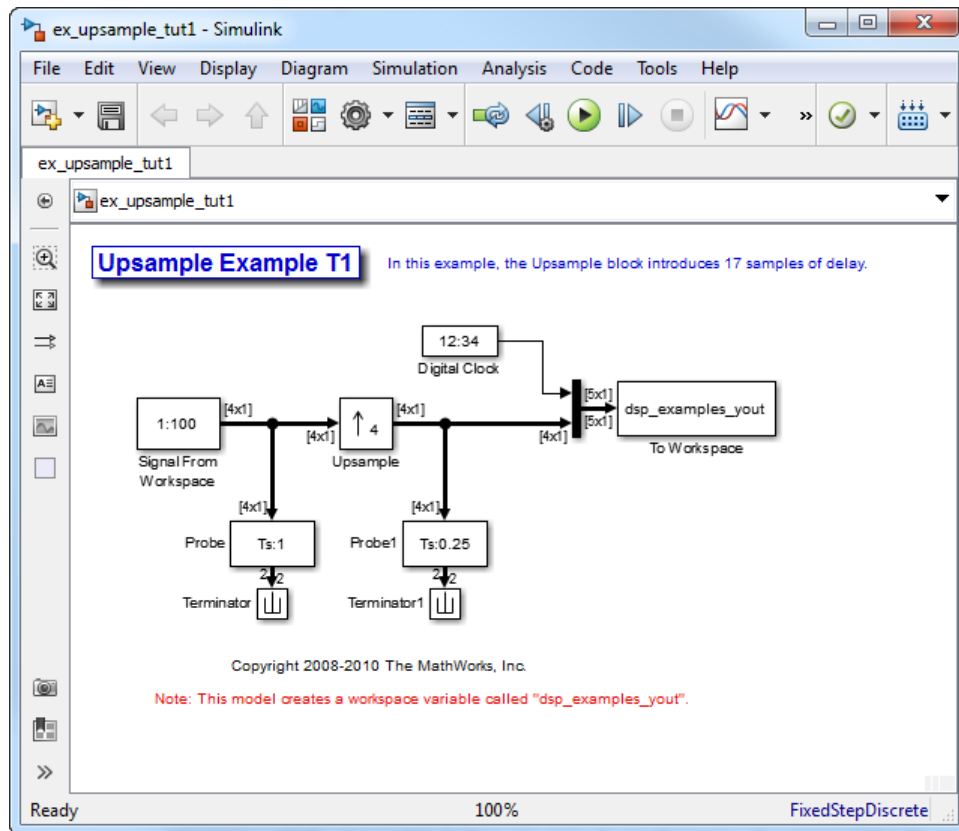 ex_upsample_tut1 - Simulink
File Edit View Display Diagram Simulation Analysis Code Tools Help
ex_upsample_tut1
ex_upsample_tut1
Upsample Example T1
In this example, the Upsample block introduces 17 samples of delay.
12:34
Digital Clock
1:100
[4x1]
[4x1]
4
[4x1]
[4x1]
[5x1]
[5x1]
dsp_examples_yout
Signal From
Workspace
Upsample
To Workspace
[4x1]
[4x1]
Probe
Ts:1
Probe1
Ts:0.25
2
2
2
2
Terminator
Terminator1
Copyright 2008-2010 The MathWorks, Inc.
Note: This model creates a workspace variable called "dsp_examples_yout".
Ready
100%
FixedStepDiscrete